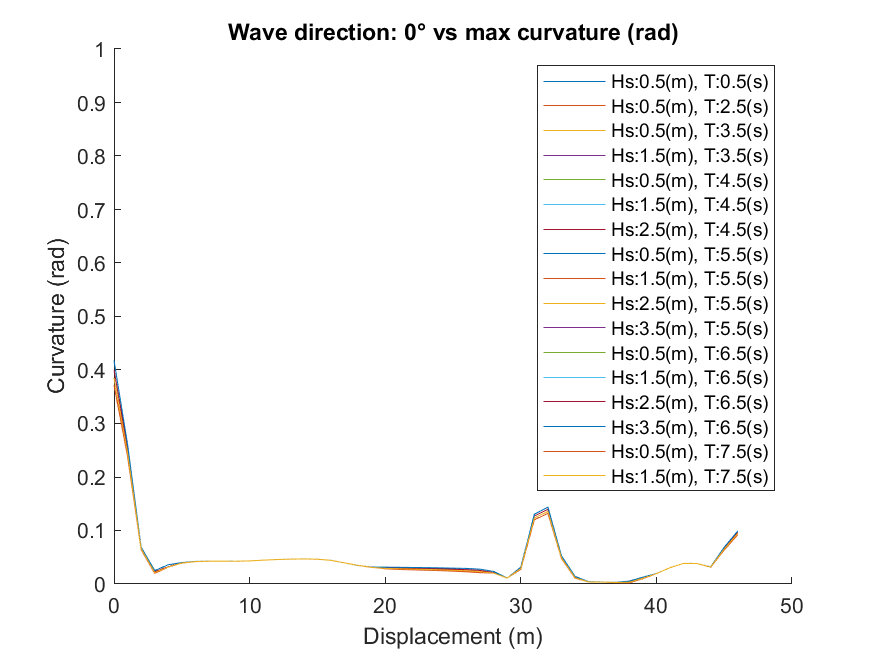 Wave direction: 0° vs max curvature (rad)
1
0.9
0.8
0.7
0.6
0.5
0.4
0.3
0.2
0.1
0
Curvature (rad)
Hs:0.5(m), T:0.5(s)
Hs:0.5(m), T:2.5(s)
Hs:0.5(m), T:3.5(s)
Hs:1.5(m), T:3.5(s)
Hs:0.5(m), T:4.5(s)
Hs:1.5(m), T:4.5(s)
Hs:2.5(m), T:4.5(s)
Hs:0.5(m), T:5.5(s)
Hs:1.5(m), T:5.5(s)
Hs:2.5(m), T:5.5(s)
Hs:3.5(m), T:5.5(s)
Hs:0.5(m), T:6.5(s)
Hs:1.5(m), T:6.5(s)
Hs:2.5(m), T:6.5(s)
Hs:3.5(m), T:6.5(s)
Hs:0.5(m), T:7.5(s)
Hs:1.5(m), T:7.5(s)
0 10 20 30 40 50
Displacement (m)